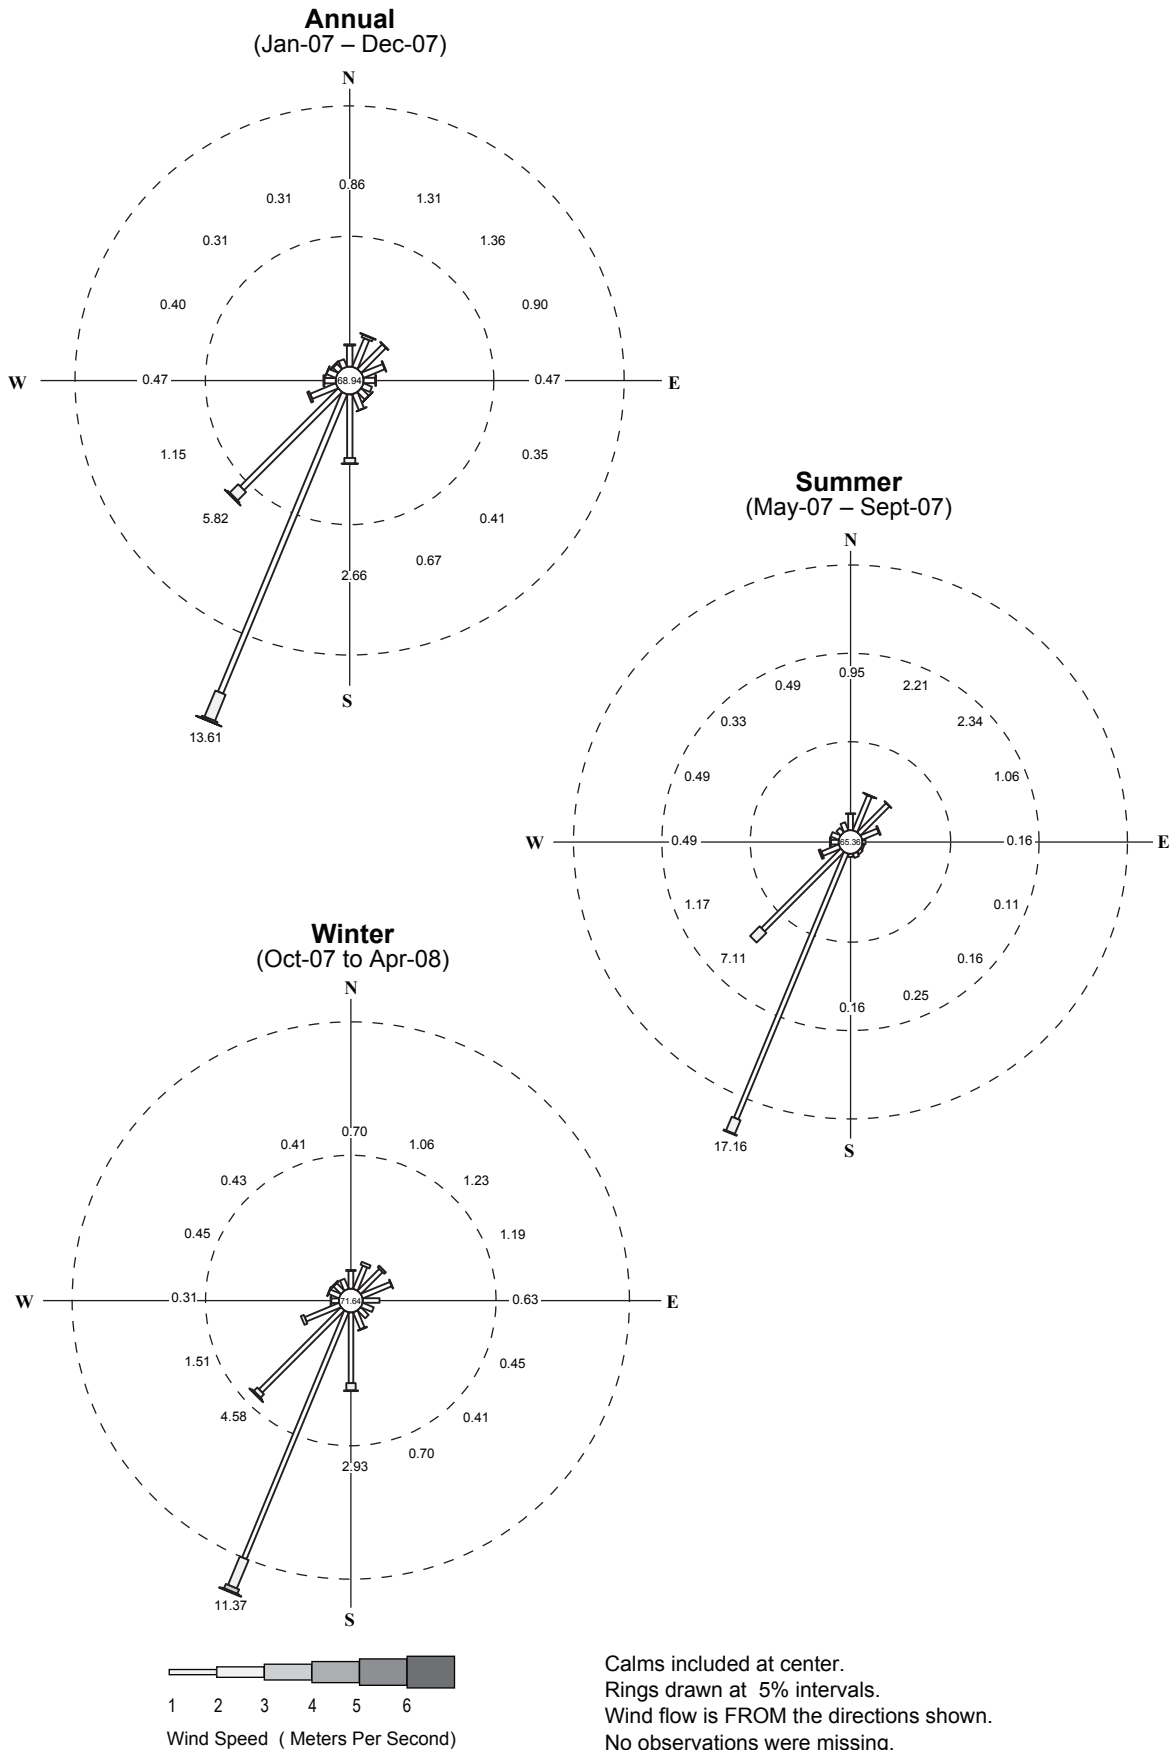 Annual
(Jan-07 – Dec-07)
N
0.86
0.31
1.31
0.31
1.36
0.40
0.90
W
0.47
68.94
0.47
E
1.15
0.35
5.82
0.41
0.67
2.66
S
13.61
Summer
(May-07 – Sept-07)
N
0.95
0.49
2.21
0.33
2.34
0.49
1.06
W
0.49
65.36
0.16
E
1.17
0.11
7.11
0.16
0.25
0.16
17.16
S
Winter
(Oct-07 to Apr-08)
N
0.70
0.41
1.06
0.43
1.23
0.45
1.19
W
0.31
71.64
0.63
E
1.51
0.45
4.58
0.41
0.70
2.93
11.37
S
1 2 3 4 5 6
Wind Speed ( Meters Per Second)
Calms included at center.
Rings drawn at 5% intervals.
Wind flow is FROM the directions shown.
No observations were missing.